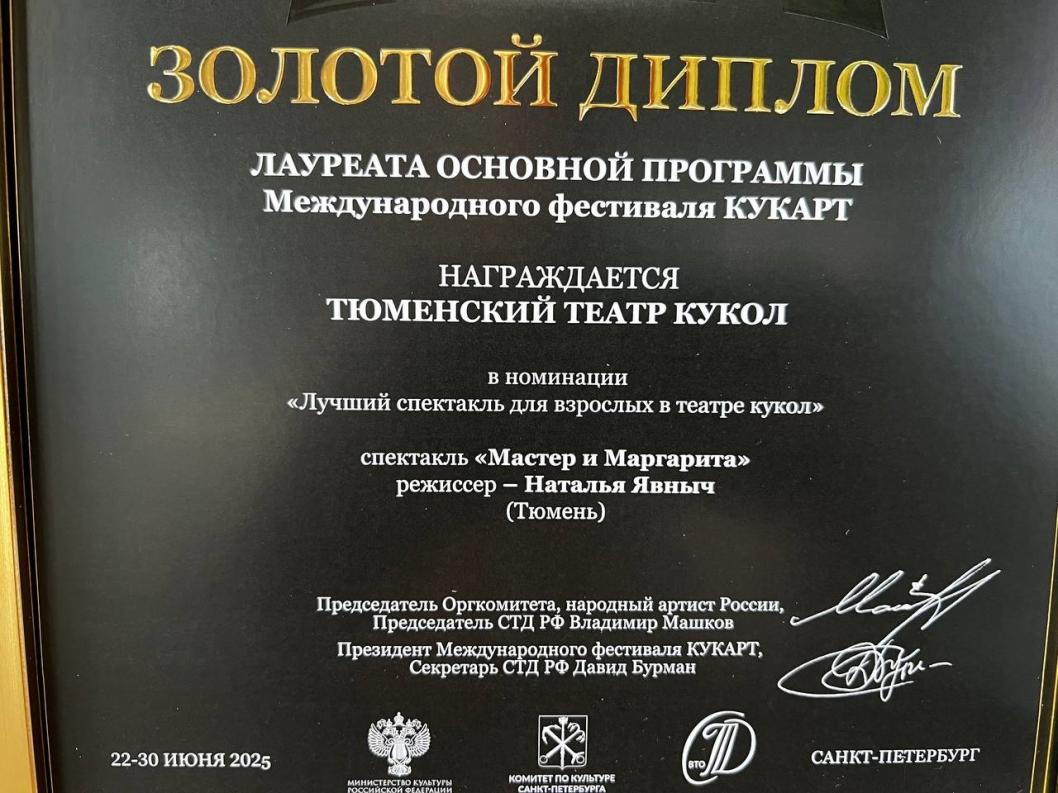 ЗОЛОТОЙ ДИПЛОМ
ЛАУРЕАТА ОСНОВНОЙ ПРОГРАММЫ
Международного фестиваля КУКАРТ
НАГРАЖДАЕТСЯ
ТЮМЕНСКИЙ ТЕАТР КУКОЛ
в номинации
«Лучший спектакль для взрослых в театре кукол»
спектакль «Мастер и Маргарита»
режиссер – Наталья Явныч
(Тюмень)
Председатель Оргкомитета, народный артист России,
Председатель СТД РФ Владимир Машков
Президент Международного фестиваля КУКАРТ,
Секретарь СТД РФ Давид Бурман
22-30 ИЮНЯ 2025
МИНИСТЕРСТВО КУЛЬТУРЫ
РОССИЙСКОЙ ФЕДЕРАЦИИ
КОМИТЕТ ПО КУЛЬТУРЕ
САНКТ-ПЕТЕРБУРГА
ВТО
САНКТ-ПЕТЕРБУРГ